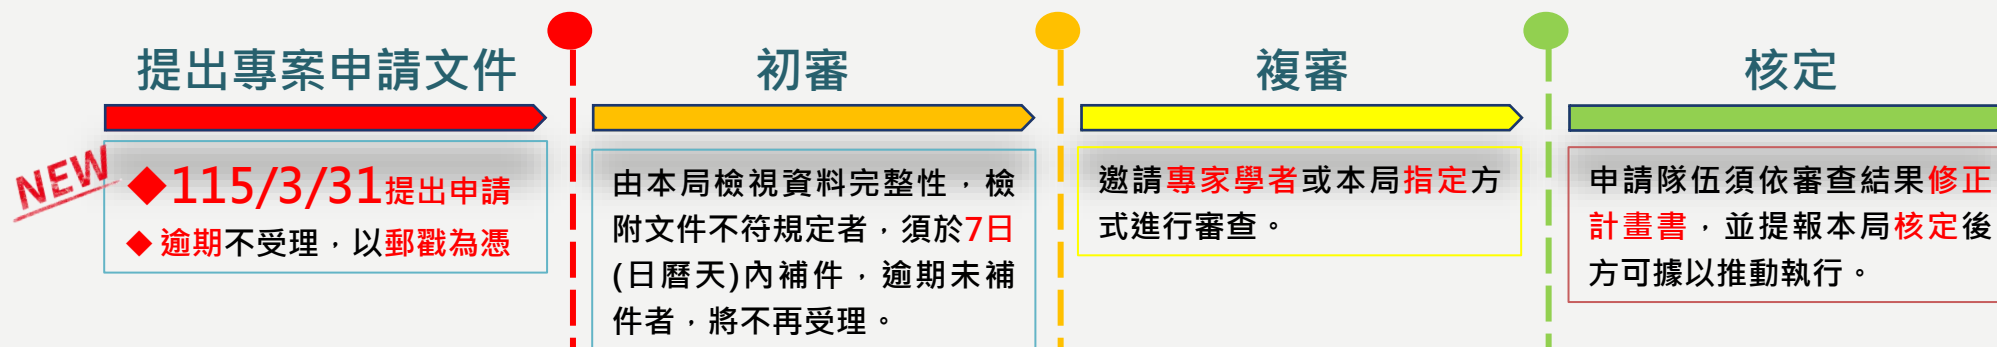 提出專案申請文件
NEW
◆115/3/31提出申請
◆逾期不受理，以郵戳為憑
初審
由本局檢視資料完整性，檢
附文件不符規定者，須於7日
(日曆天)內補件，逾期未補
件者，將不再受理。
複審
邀請專家學者或本局指定方
式進行審查。
核定
申請隊伍須依審查結果修正
計畫書，並提報本局核定後
方可據以推動執行。